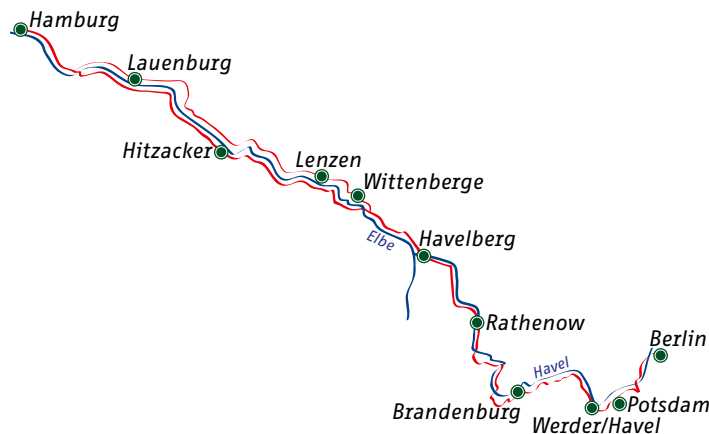 Hamburg
Lauenburg
Hitzacker
Lenzen
Wittenberge
Elbe
Havelberg
Rathenow
Berlin
Havel
Brandenburg
Potsdam
Werder/Havel